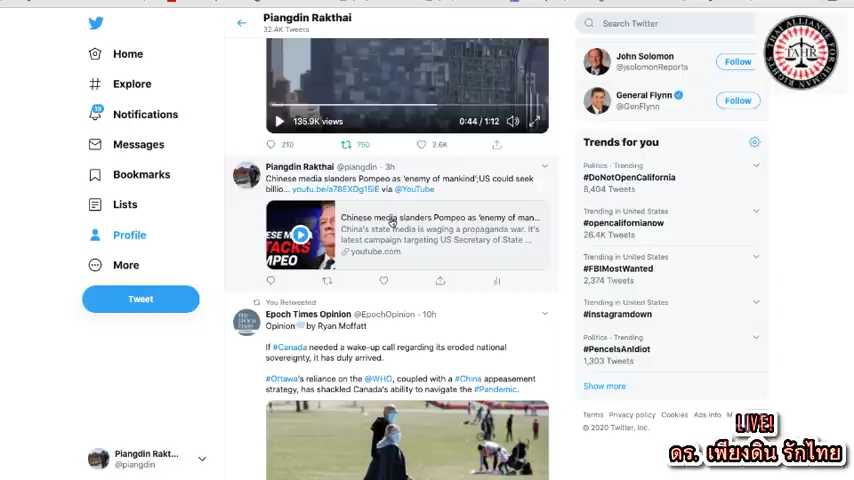 Piangdin Rakthai
32.4K Tweets
Search Twitter
Home
Explore
Notifications
19
Messages
Bookmarks
Lists
Profile
More
Tweet
135.9K views
0:44 / 1:12
210
750
2.6K
Piangdin Rakthai @piangdin · 3h
Chinese media slanders Pompeo as 'enemy of mankind';US could seek
billio... youtu.be/a78EXDg15lE via @YouTube
Chinese media slanders Pompeo as 'enemy of man...
China's state media is waging a propaganda war. It's
latest campaign targeting US Secretary of State ...
youtube.com
You Retweeted
Epoch Times Opinion @EpochOpinion · 10h
Opinion by Ryan Moffatt
If #Canada needed a wake-up call regarding its eroded national
sovereignty, it has duly arrived.
#Ottawa's reliance on the @WHO, coupled with a #China appeasement
strategy, has shackled Canada's ability to navigate the #Pandemic.
John Solomon
@jsolomonReports
Follow
General Flynn
@GenFlynn
Follow
Trends for you
Politics · Trending
#DoNotOpenCalifornia
8,404 Tweets
Trending in United States
#opencalifornianow
26.4K Tweets
Trending in United States
#FBIMostWanted
2,374 Tweets
Trending in United States
#instagramdown
Politics · Trending
#PenceIsAnIdiot
1,303 Tweets
Show more
Terms Privacy policy Cookies Ads info
© 2020 Twitter, Inc.
Piangdin Rakt...
@piangdin
THAI ALLIANCE
FOR HUMAN
RIGHTS
TAHR
LIVE!
ดร. เพียงดิน รักไทย